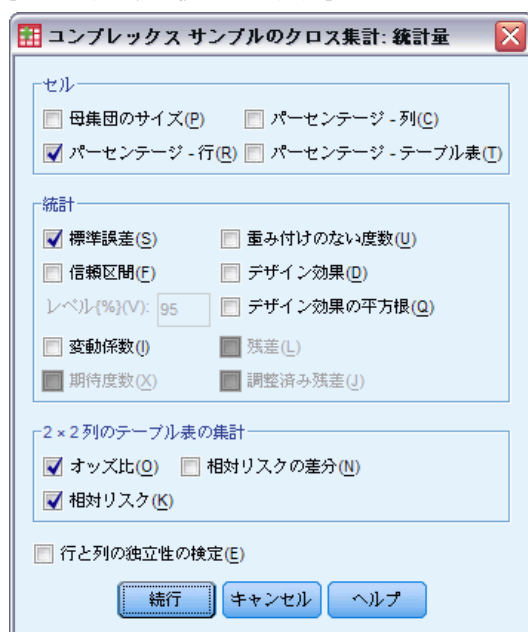 コンプレックス サンプルのクロス集計: 統計量
セル
母集団のサイズ(P) パーセンテージ - 列(C)
パーセンテージ - 行(R) パーセンテージ - テーブル表(T)
統計
標準誤差(S) 重み付けのない度数(U)
信頼区間(F) デザイン効果(D)
レベル{%}(V): 95 デザイン効果の平方根(Q)
変動係数(I) 残差(L)
期待度数(X) 調整済み残差(J)
2×2列のテーブル表の集計
オッズ比(O) 相対リスクの差分(N)
相対リスク(K)
行と列の独立性の検定(E)
続行 キャンセル ヘルプ